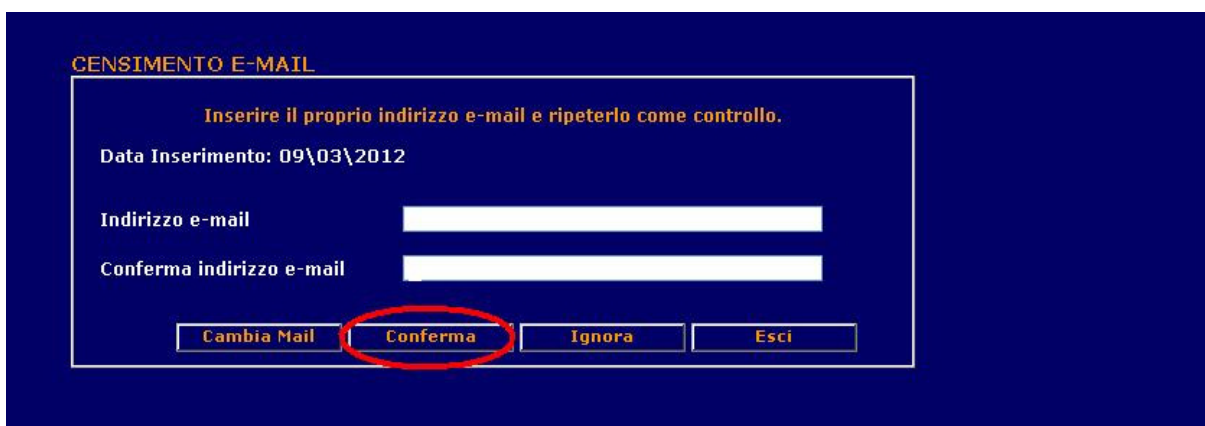 CENSIMENTO E-MAIL
Inserire il proprio indirizzo e-mail e ripeterlo come controllo.
Data Inserimento: 09\03\2012
Indirizzo e-mail
Conferma indirizzo e-mail
Cambia Mail Conferma Ignora Esci